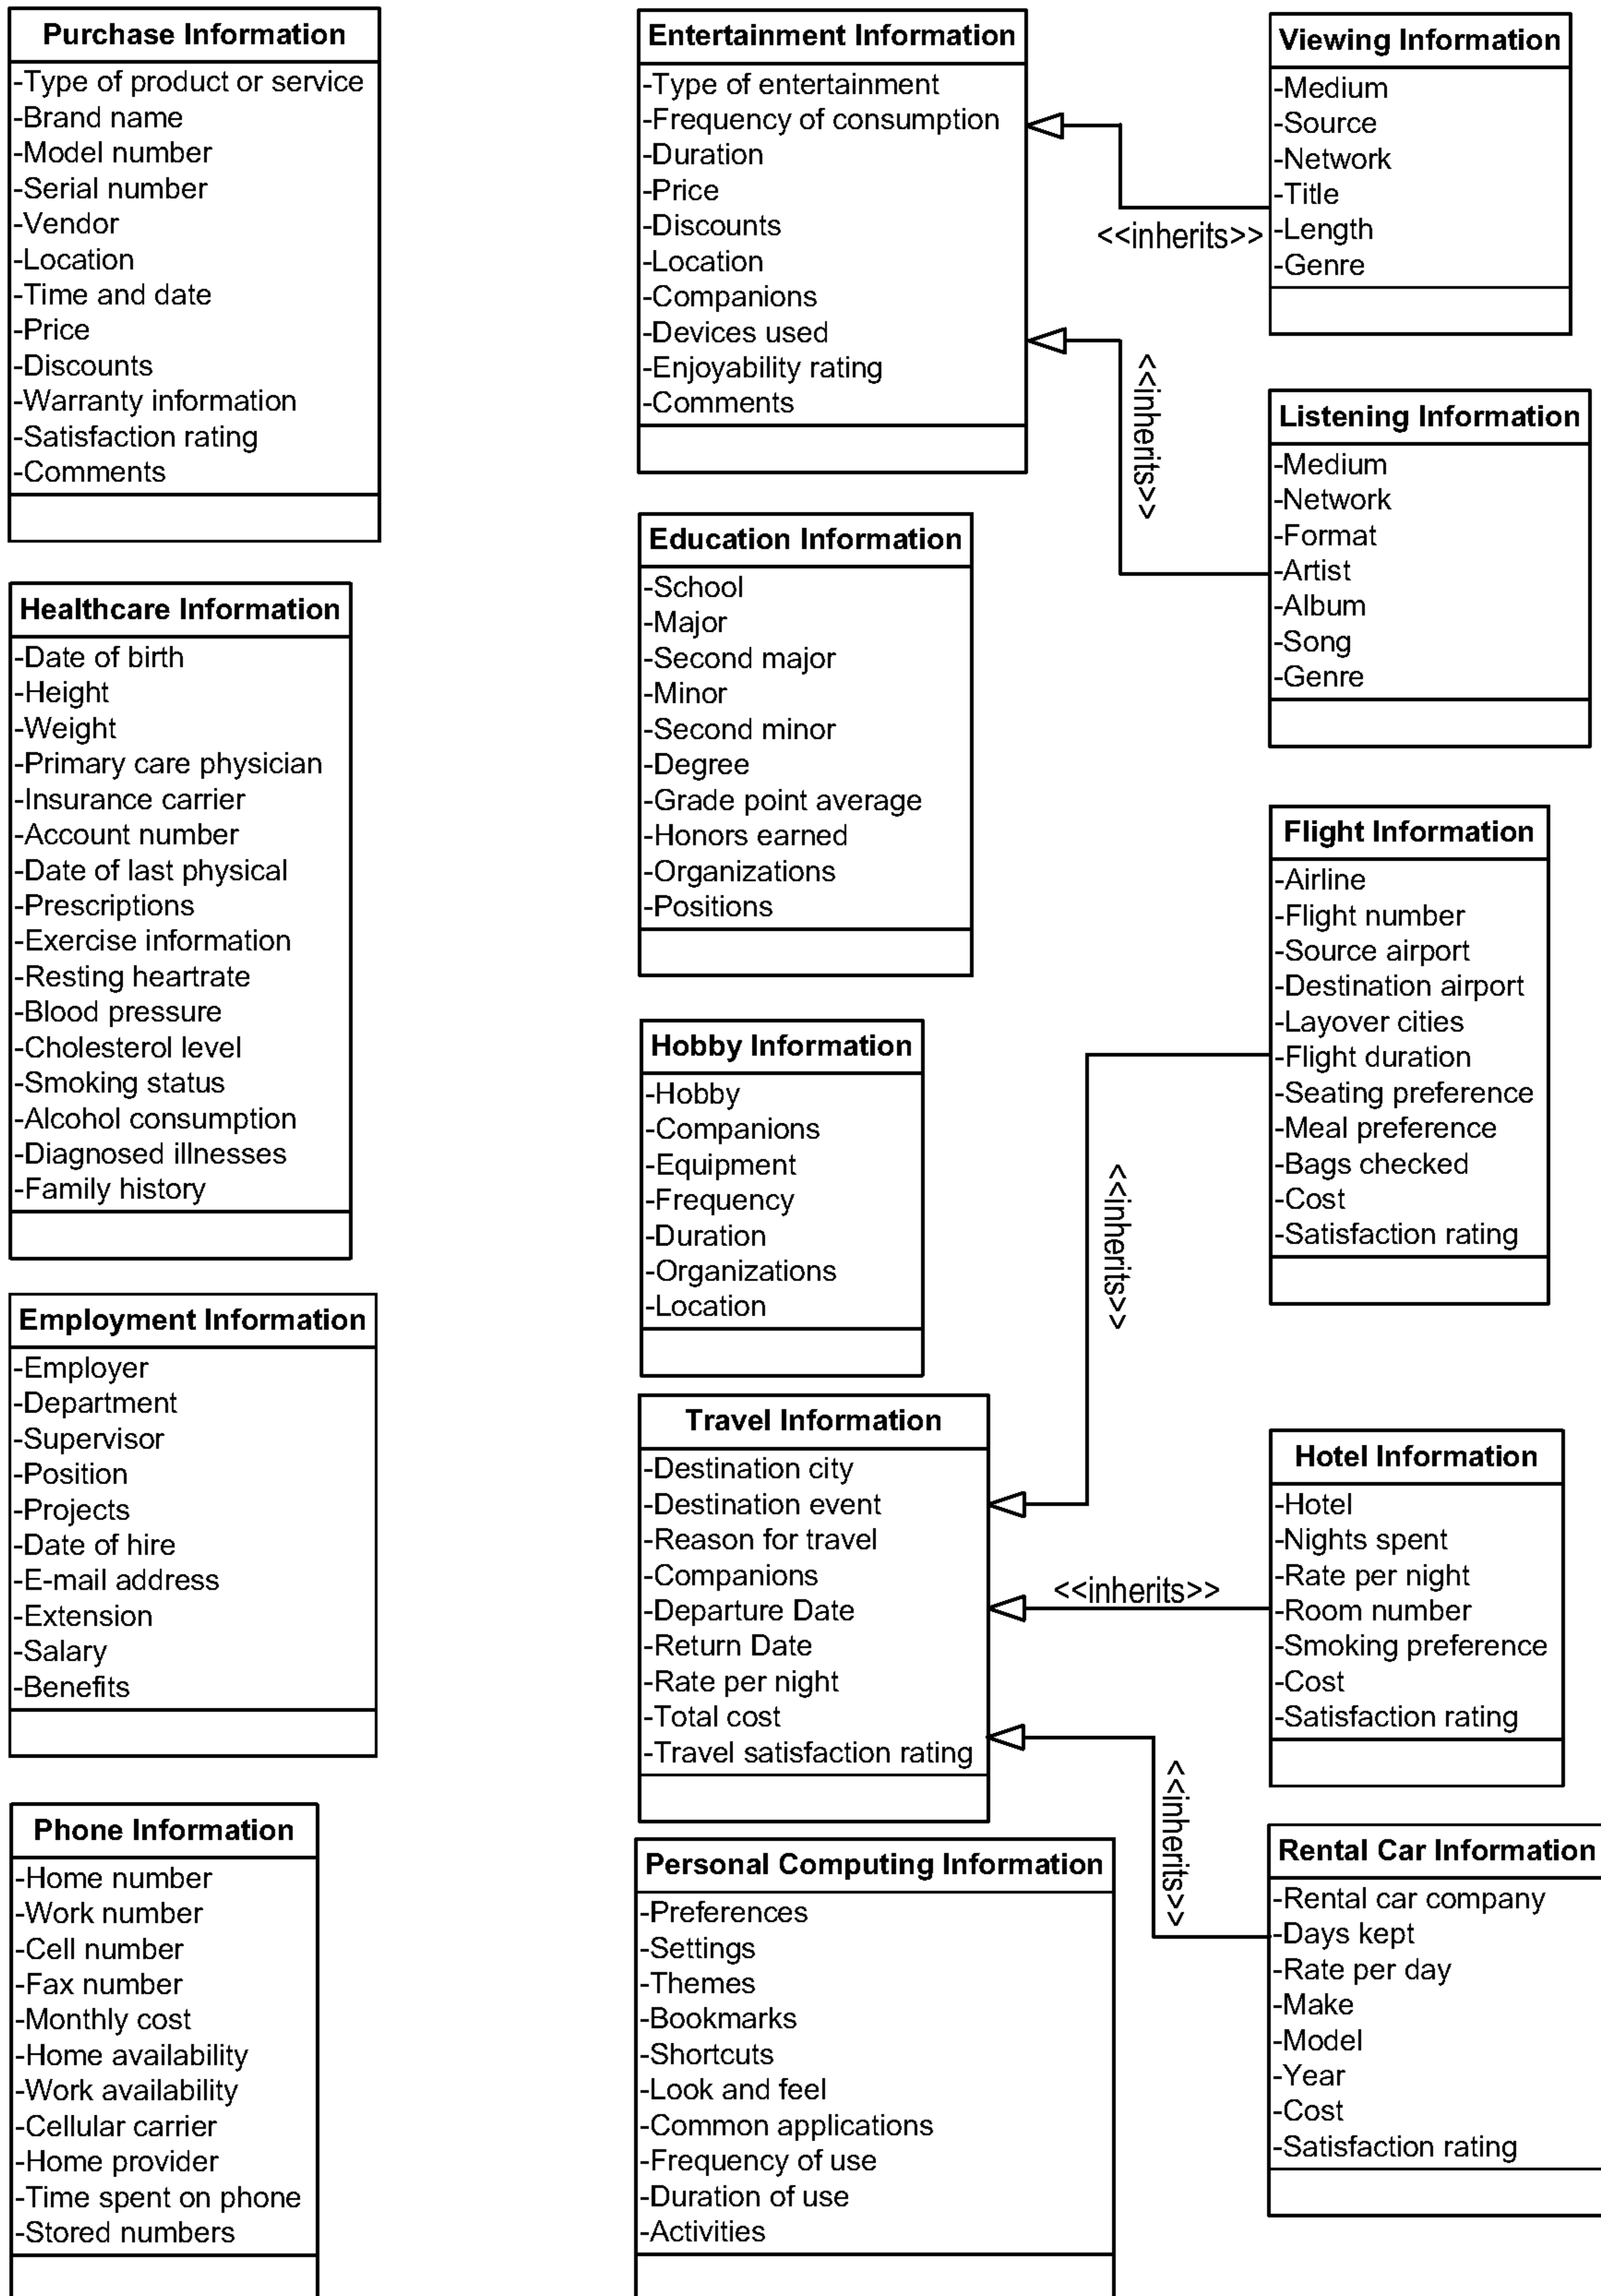 Purchase Information
-Type of product or service
-Brand name
-Model number
-Serial number
-Vendor
-Location
-Time and date
-Price
-Discounts
-Warranty information
-Satisfaction rating
-Comments
Healthcare Information
-Date of birth
-Height
-Weight
-Primary care physician
-Insurance carrier
-Account number
-Date of last physical
-Prescriptions
-Exercise information
-Resting heartrate
-Blood pressure
-Cholesterol level
-Smoking status
-Alcohol consumption
-Diagnosed illnesses
-Family history
Employment Information
-Employer
-Department
-Supervisor
-Position
-Projects
-Date of hire
-E-mail address
-Extension
-Salary
-Benefits
Phone Information
-Home number
-Work number
-Cell number
-Fax number
-Monthly cost
-Home availability
-Work availability
-Cellular carrier
-Home provider
-Time spent on phone
-Stored numbers
Entertainment Information
-Type of entertainment
-Frequency of consumption
-Duration
-Price
-Discounts
-Location
-Companions
-Devices used
-Enjoyability rating
-Comments
Education Information
-School
-Major
-Second major
-Minor
-Second minor
-Degree
-Grade point average
-Honors earned
-Organizations
-Positions
Hobby Information
-Hobby
-Companions
-Equipment
-Frequency
-Duration
-Organizations
-Location
Travel Information
-Destination city
-Destination event
-Reason for travel
-Companions
-Departure Date
-Return Date
-Rate per night
-Total cost
-Travel satisfaction rating
Personal Computing Information
-Preferences
-Settings
-Themes
-Bookmarks
-Shortcuts
-Look and feel
-Common applications
-Frequency of use
-Duration of use
-Activities
<<inherits>>
<<inherits>>
<<inherits>>
<<inherits>>
<<inherits>>
Viewing Information
-Medium
-Source
-Network
-Title
-Length
-Genre
Listening Information
-Medium
-Network
-Format
-Artist
-Album
-Song
-Genre
Flight Information
-Airline
-Flight number
-Source airport
-Destination airport
-Layover cities
-Flight duration
-Seating preference
-Meal preference
-Bags checked
-Cost
-Satisfaction rating
Hotel Information
-Hotel
-Nights spent
-Rate per night
-Room number
-Smoking preference
-Cost
-Satisfaction rating
Rental Car Information
-Rental car company
-Days kept
-Rate per day
-Make
-Model
-Year
-Cost
-Satisfaction rating